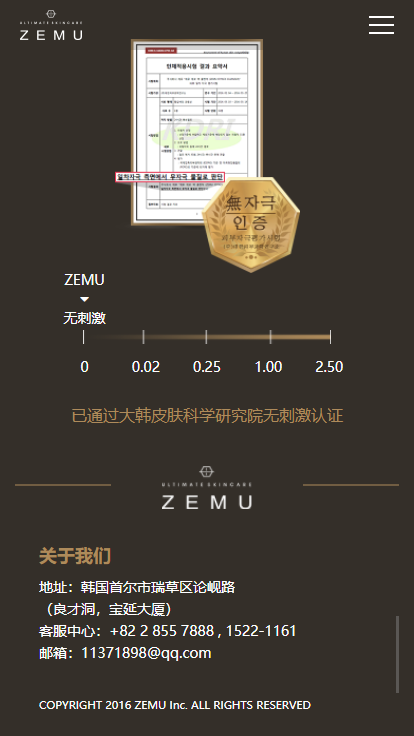 ULTIMATE SKINCARE
ZEMU
인체적용시험 결과 요약서
KDRI
일차자극 측면에서 무자극 물질로 판단
無자극
인증
ZEMU
无刺激
0 0.02 0.25 1.00 2.50
已通过大韩皮肤科学研究院无刺激认证
ULTIMATE SKINCARE
ZEMU
关于我们
地址：韩国首尔市瑞草区论岘路
（良才洞，宝延大厦）
客服中心：+82 2 855 7888 , 1522-1161
邮箱：11371898@qq.com
COPYRIGHT 2016 ZEMU Inc. ALL RIGHTS RESERVED